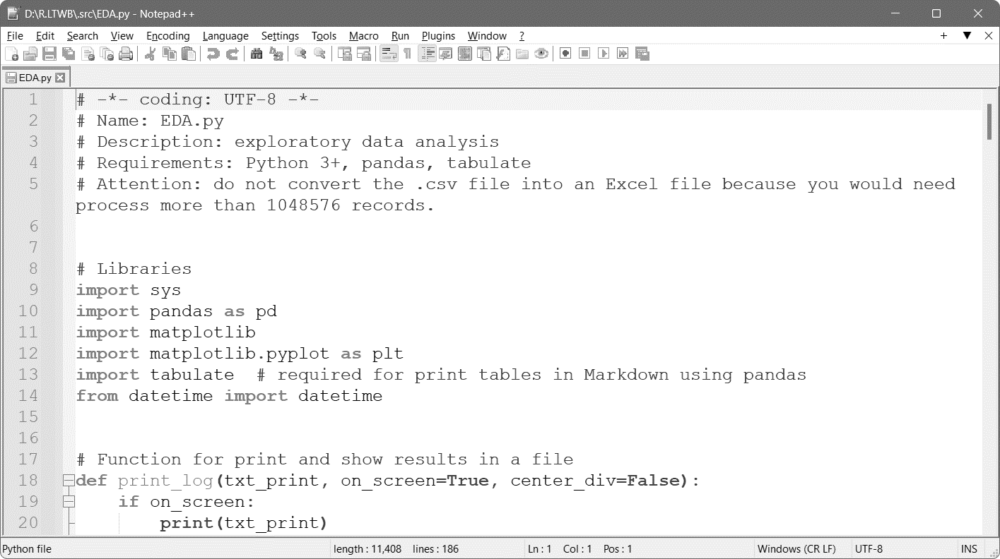 D:\R.LTWB\.src\EDA.py - Notepad++
File Edit Search View Encoding Language Settings Tools Macro Run Plugins Window ?
EDA.py
1 # -*- coding: UTF-8 -*-
2 # Name: EDA.py
3 # Description: exploratory data analysis
4 # Requirements: Python 3+, pandas, tabulate
5 # Attention: do not convert the .csv file into an Excel file because you would need
process more than 1048576 records.
6
7
8 # Libraries
9 import sys
10 import pandas as pd
11 import matplotlib
12 import matplotlib.pyplot as plt
13 import tabulate  # required for print tables in Markdown using pandas
14 from datetime import datetime
15
16
17 # Function for print and show results in a file
18 def print_log(txt_print, on_screen=True, center_div=False):
19     if on_screen:
20         print(txt_print)
Python file length : 11,408 lines : 186 Ln : 1 Col : 1 Pos : 1 Windows (CR LF) UTF-8 INS